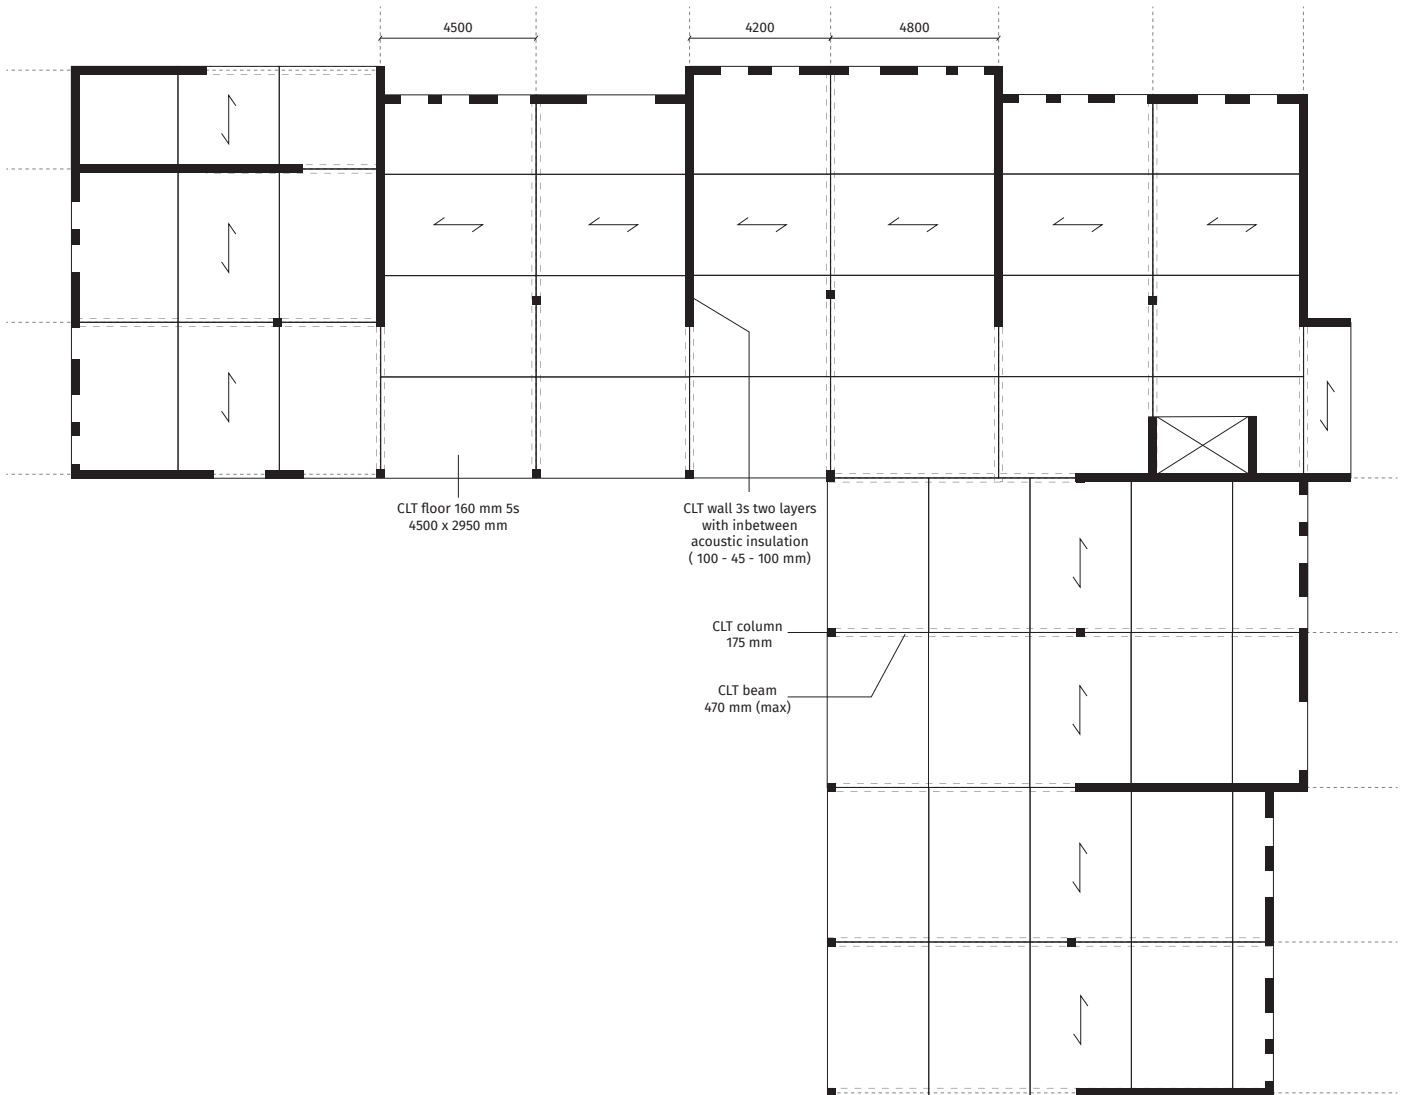 4500
4200
4800
CLT floor 160 mm 5s
4500 x 2950 mm
CLT wall 3s two layers
with inbetween
acoustic insulation
( 100 - 45 - 100 mm)
CLT column
175 mm
CLT beam
470 mm (max)